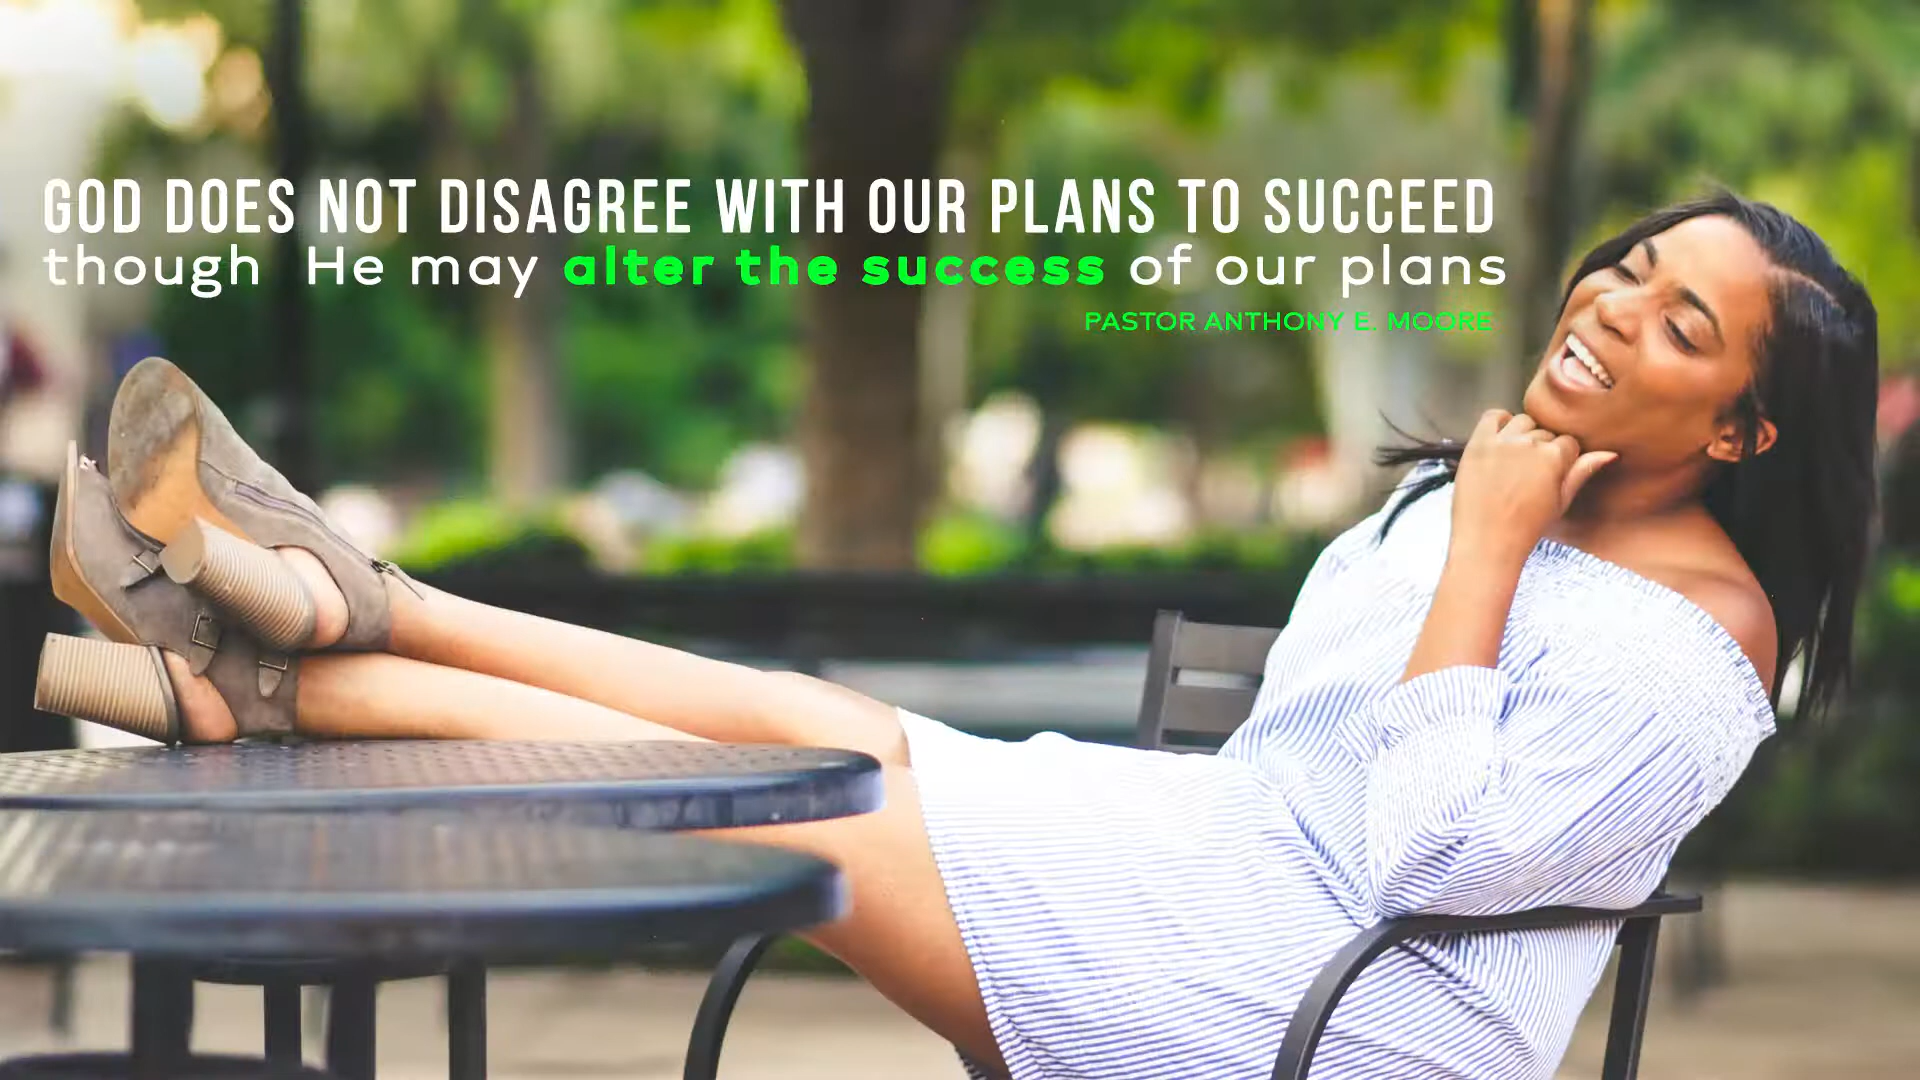 GOD DOES NOT DISAGREE WITH OUR PLANS TO SUCCEED
though He may alter the success of our plans
PASTOR ANTHONY E. MOORE